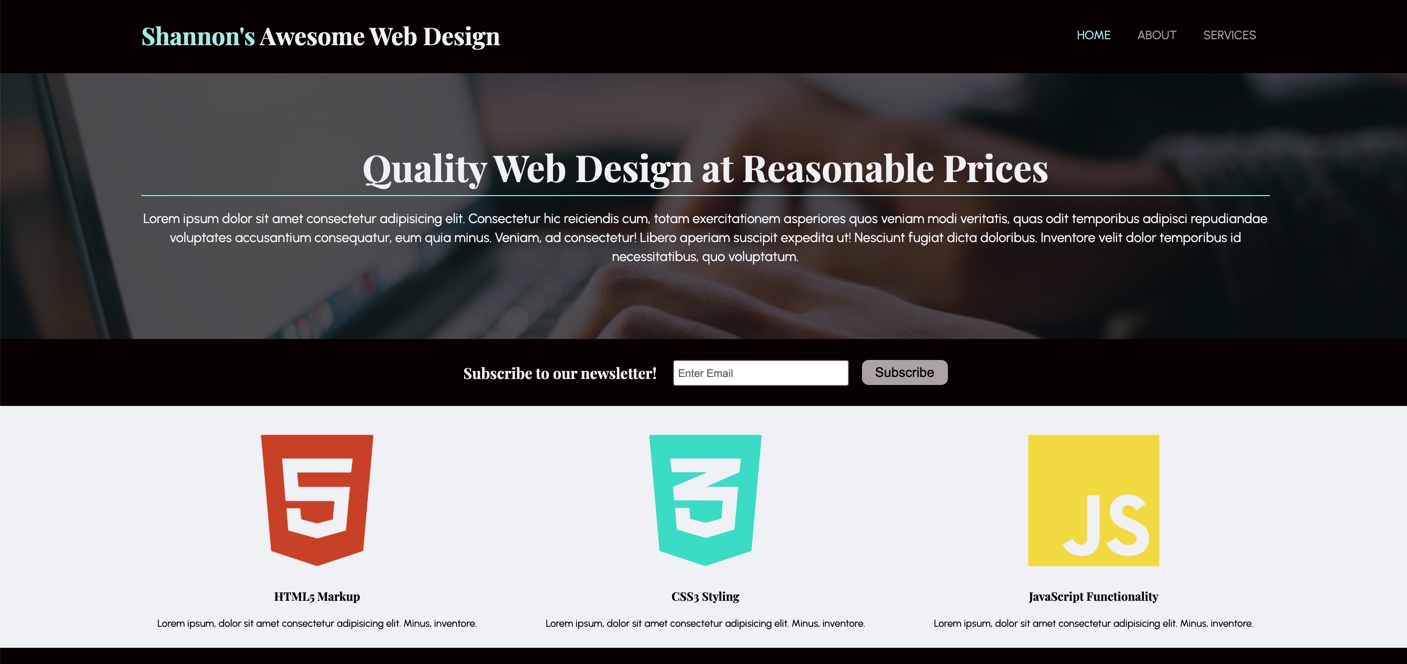 Shannon's Awesome Web Design
HOME ABOUT SERVICES
Quality Web Design at Reasonable Prices
Lorem ipsum dolor sit amet consectetur adipisicing elit. Consectetur hic reiciendis cum, totam exercitationem asperiores quos veniam modi veritatis, quas odit temporibus adipisci repudiandae
voluptates accusantium consequatur, eum quia minus. Veniam, ad consectetur! Libero aperiam suscipit expedita ut! Nesciunt fugiat dicta doloribus. Inventore velit dolor temporibus id
necessitatibus, quo voluptatum.
Subscribe to our newsletter! Enter Email Subscribe
5
3
JS
HTML5 Markup
Lorem ipsum, dolor sit amet consectetur adipisicing elit. Minus, inventore.
CSS3 Styling
Lorem ipsum, dolor sit amet consectetur adipisicing elit. Minus, inventore.
JavaScript Functionality
Lorem ipsum, dolor sit amet consectetur adipisicing elit. Minus, inventore.